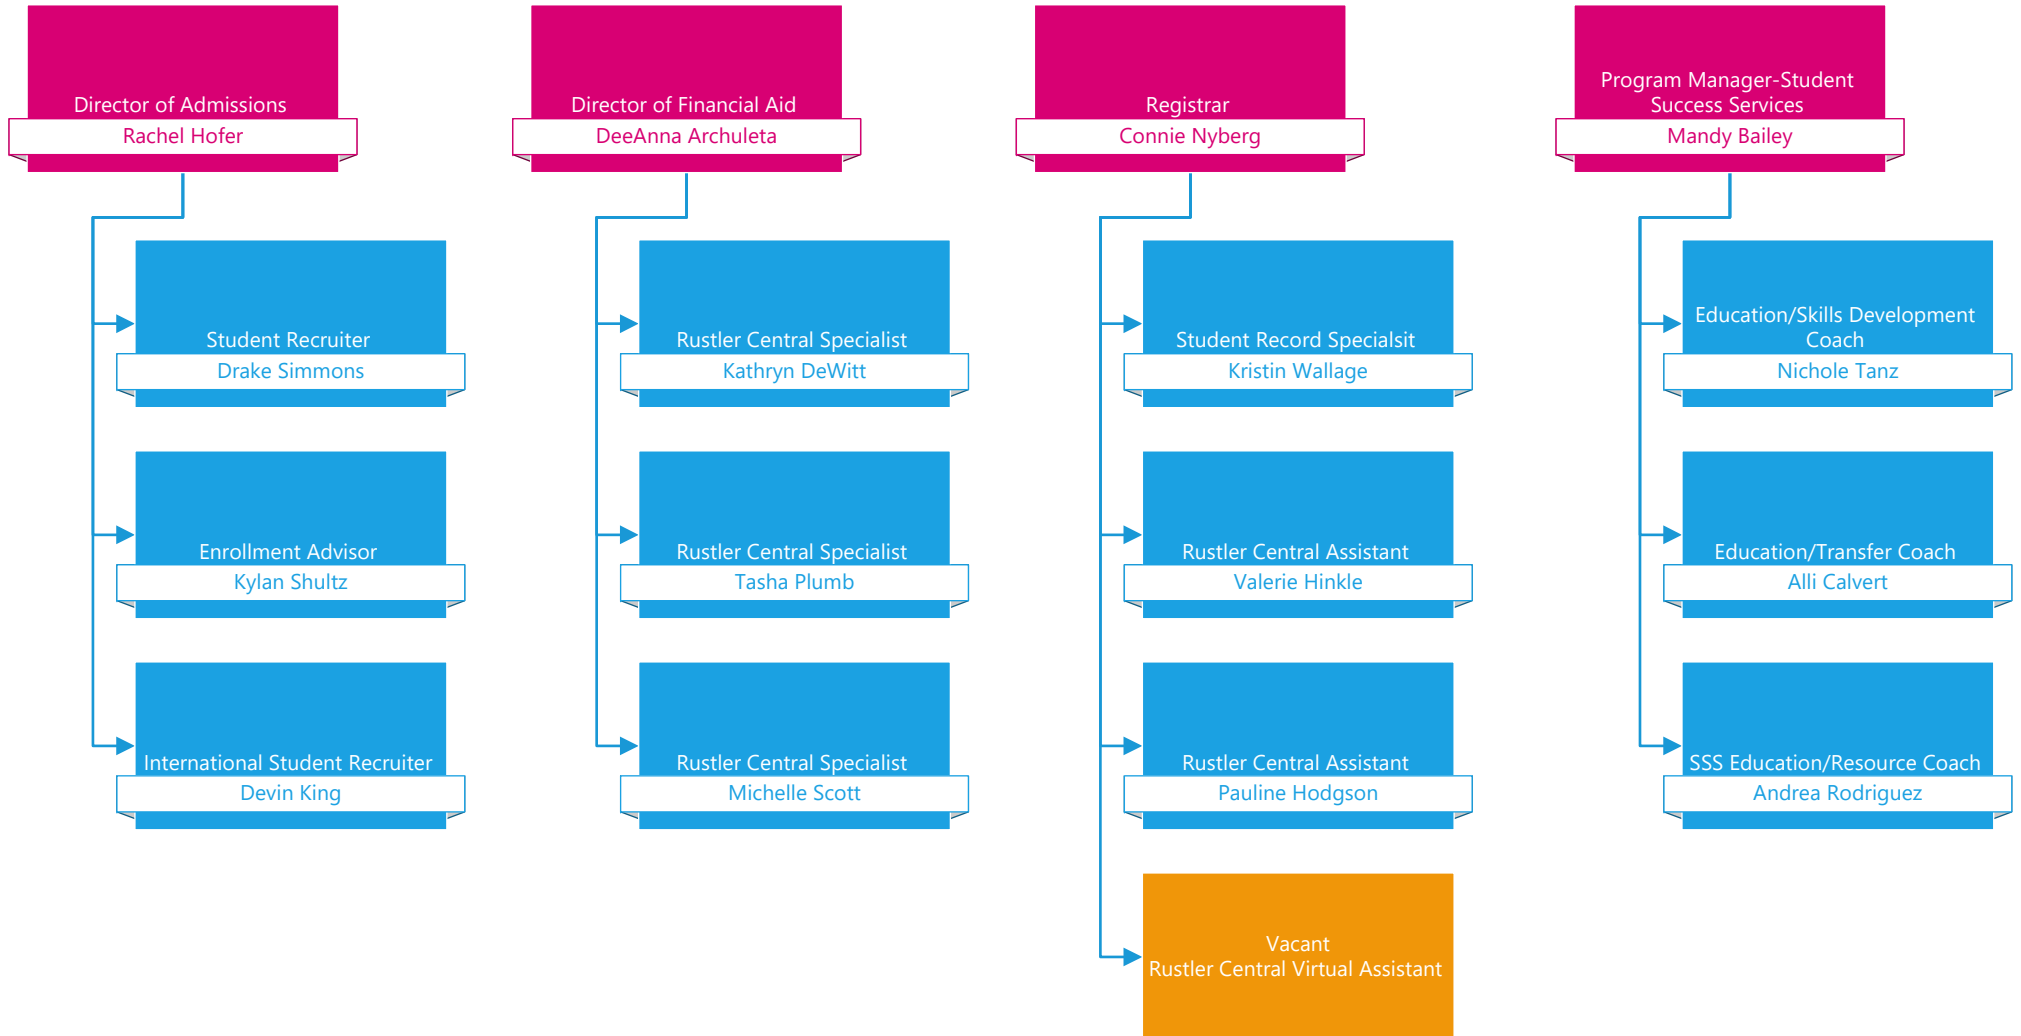 Director of Admissions
Rachel Hofer
Student Recruiter
Drake Simmons
Enrollment Advisor
Kylan Shultz
International Student Recruiter
Devin King
Director of Financial Aid
DeeAnna Archuleta
Rustler Central Specialist
Kathryn DeWitt
Rustler Central Specialist
Tasha Plumb
Rustler Central Specialist
Michelle Scott
Registrar
Connie Nyberg
Student Record Specialsit
Kristin Wallage
Rustler Central Assistant
Valerie Hinkle
Rustler Central Assistant
Pauline Hodgson
Vacant
Rustler Central Virtual Assistant
Program Manager-Student
Success Services
Mandy Bailey
Education/Skills Development
Coach
Nichole Tanz
Education/Transfer Coach
Alli Calvert
SSS Education/Resource Coach
Andrea Rodriguez